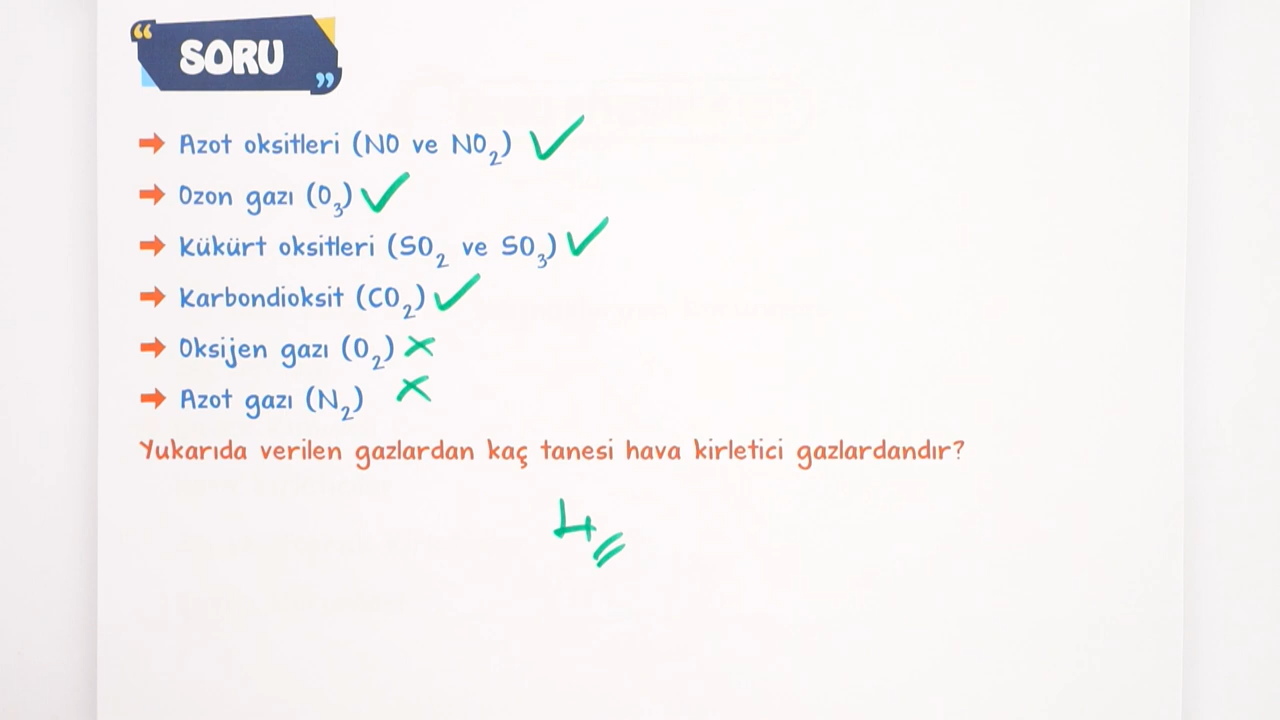 SORU
Azot oksitleri (NO ve NO₂)
Ozon gazı (O₃)
Kükürt oksitleri (SO₂ ve SO₃)
Karbondioksit (CO₂)
Oksijen gazı (O₂)
Azot gazı (N₂)
Yukarıda verilen gazlardan kaç tanesi hava kirletici gazlardandır?
4